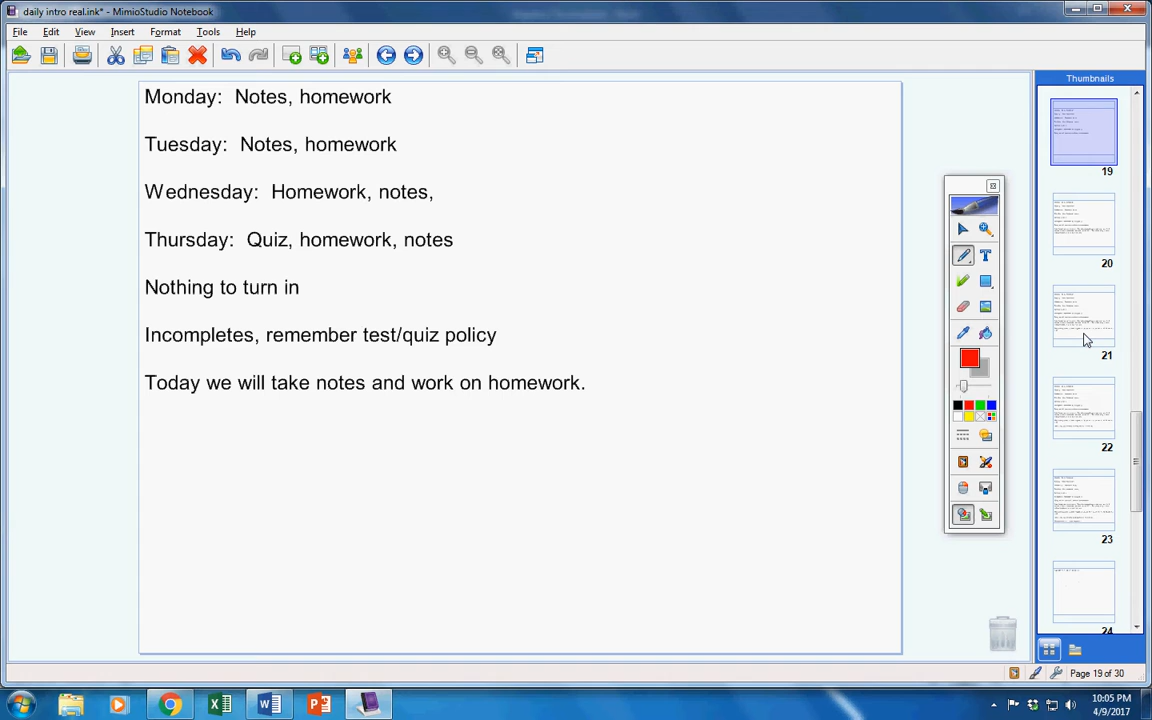 daily intro real.ink* - MimioStudio Notebook
File Edit View Insert Format Tools Help
Monday:  Notes, homework
Tuesday:  Notes, homework
Wednesday:  Homework, notes,
Thursday:  Quiz, homework, notes
Nothing to turn in
Incompletes, remember test/quiz policy
Today we will take notes and work on homework.
Thumbnails
19
20
21
22
23
24
Page 19 of 30
10:05 PM
4/9/2017